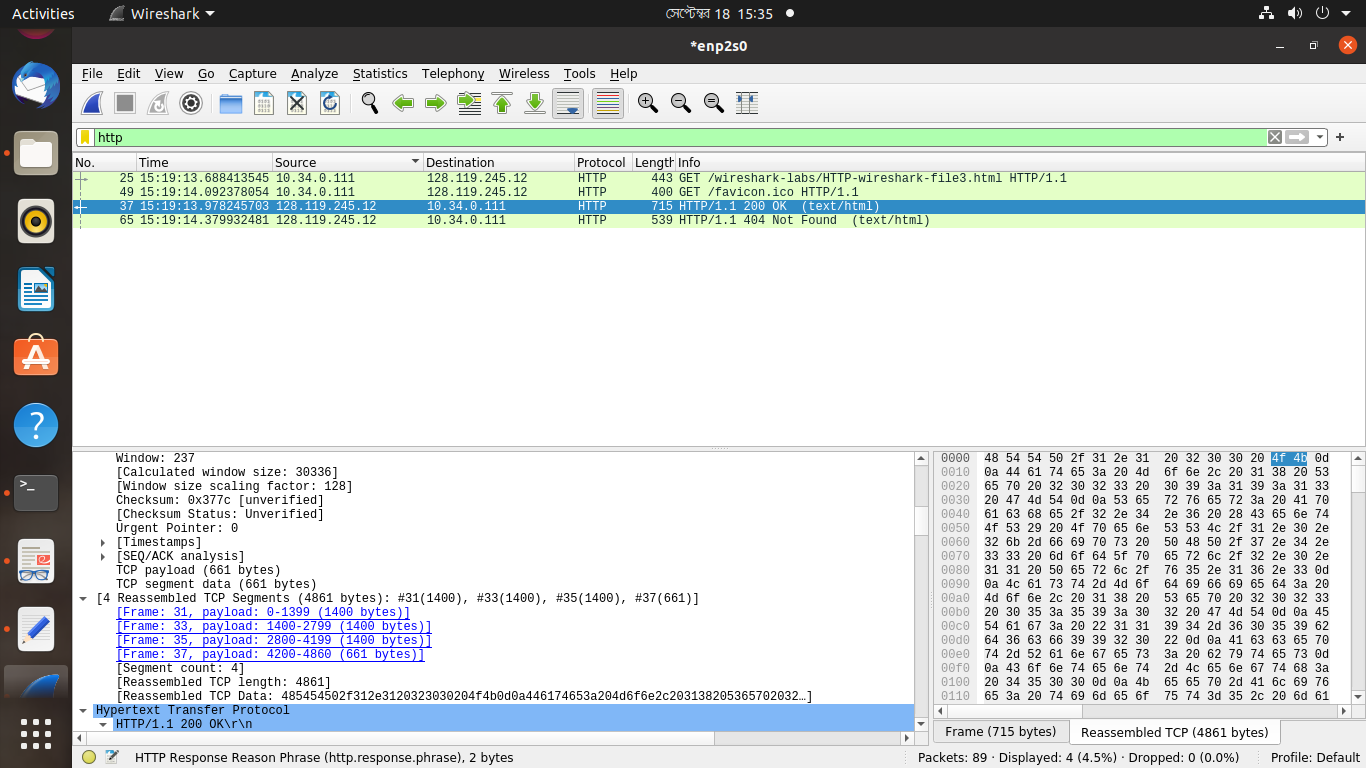 Activities Wireshark সেপ্টেম্বর 18 15:35
*enp2s0
File Edit View Go Capture Analyze Statistics Telephony Wireless Tools Help
http
No. Time Source Destination Protocol Length Info
25 15:19:13.688413545 10.34.0.111 128.119.245.12 HTTP 443 GET /wireshark-labs/HTTP-wireshark-file3.html HTTP/1.1
49 15:19:14.092378054 10.34.0.111 128.119.245.12 HTTP 400 GET /favicon.ico HTTP/1.1
37 15:19:13.978245703 128.119.245.12 10.34.0.111 HTTP 715 HTTP/1.1 200 OK (text/html)
65 15:19:14.379932481 128.119.245.12 10.34.0.111 HTTP 539 HTTP/1.1 404 Not Found (text/html)
Window: 237
[Calculated window size: 30336]
[Window size scaling factor: 128]
Checksum: 0x377c [unverified]
[Checksum Status: Unverified]
Urgent Pointer: 0
[Timestamps]
[SEQ/ACK analysis]
TCP payload (661 bytes)
TCP segment data (661 bytes)
[4 Reassembled TCP Segments (4861 bytes): #31(1400), #33(1400), #35(1400), #37(661)]
[Frame: 31, payload: 0-1399 (1400 bytes)]
[Frame: 33, payload: 1400-2799 (1400 bytes)]
[Frame: 35, payload: 2800-4199 (1400 bytes)]
[Frame: 37, payload: 4200-4860 (661 bytes)]
[Segment count: 4]
[Reassembled TCP length: 4861]
[Reassembled TCP Data: 485454502f312e3120323030204f4b0d0a446174653a204d6f6e2c20313820536570203​2…]
Hypertext Transfer Protocol
HTTP/1.1 200 OK\r\n
0000 48 54 54 50 2f 31 2e 31 20 32 30 30 20 4f 4b 0d
0010 0a 44 61 74 65 3a 20 4d 6f 6e 2c 20 31 38 20 53
0020 65 70 20 32 30 32 33 20 30 39 3a 31 39 3a 31 33
0030 20 47 4d 54 0d 0a 53 65 72 76 65 72 3a 20 41 70
0040 61 63 68 65 2f 32 2e 34 2e 36 20 28 43 65 6e 74
0050 4f 53 29 20 4f 70 65 6e 53 53 4c 2f 31 2e 30 2e
0060 32 6b 2d 66 69 70 73 20 50 48 50 2f 37 2e 34 2e
0070 33 33 20 6d 6f 64 5f 70 65 72 6c 2f 32 2e 30 2e
0080 31 31 20 50 65 72 6c 2f 76 35 2e 31 36 2e 33 0d
0090 0a 4c 61 73 74 2d 4d 6f 64 69 66 69 65 64 3a 20
00a0 4d 6f 6e 2c 20 31 38 20 53 65 70 20 32 30 32 33
00b0 20 30 35 3a 35 39 3a 30 32 20 47 4d 54 0d 0a 45
00c0 54 61 67 3a 20 22 31 31 39 34 2d 36 30 35 39 62
00d0 64 36 63 66 39 33 32 30 22 0d 0a 41 63 63 65 70
00e0 74 2d 52 61 6e 67 65 73 3a 20 62 79 74 65 73 0d
00f0 0a 43 6f 6e 74 65 6e 74 2d 4c 65 6e 67 74 68 3a
0100 20 34 35 30 30 0d 0a 4b 65 65 70 2d 41 6c 69 76
0110 65 3a 20 74 69 6d 65 6f 75 74 3d 35 2c 20 6d 61
Frame (715 bytes) Reassembled TCP (4861 bytes)
HTTP Response Reason Phrase (http.response.phrase), 2 bytes Packets: 89 · Displayed: 4 (4.5%) · Dropped: 0 (0.0%) Profile: Default